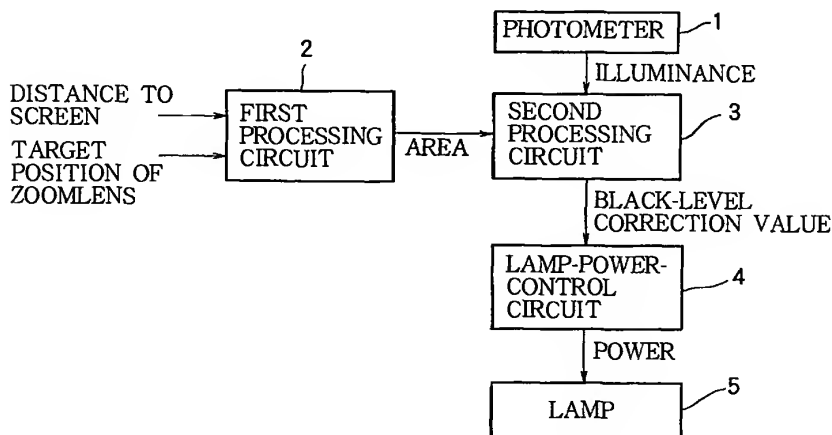 PHOTOMETER
1
ILLUMINANCE
2
DISTANCE TO
SCREEN
TARGET
POSITION OF
ZOOMLENS
FIRST
PROCESSING
CIRCUIT
AREA
SECOND
PROCESSING
CIRCUIT
3
BLACK-LEVEL
CORRECTION VALUE
LAMP-POWER-
CONTROL
CIRCUIT
4
POWER
LAMP
5